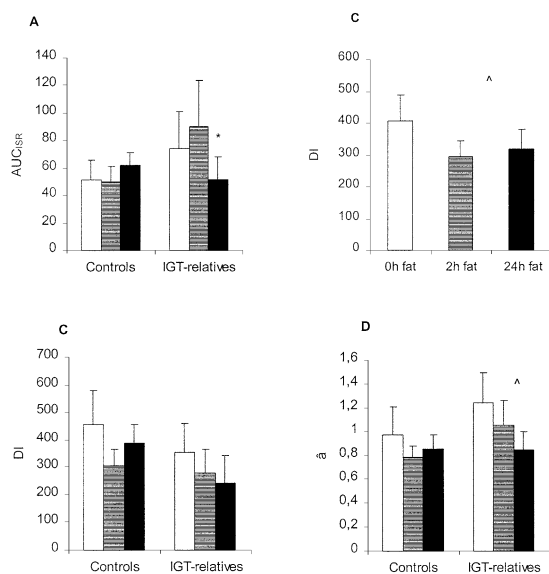 A
140
120
100
80
60
40
20
0
AUC_ISR
Controls IGT-relatives
*
C
600
500
400
300
200
100
0
DI
^
0h fat 2h fat 24h fat
C
700
600
500
400
300
200
100
0
DI
Controls IGT-relatives
D
1,6
1,4
1,2
1
0,8
0,6
0,4
0,2
0
â
^
Controls IGT-relatives